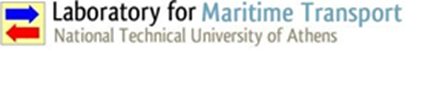 Laboratory for Maritime Transport
National Technical University of Athens